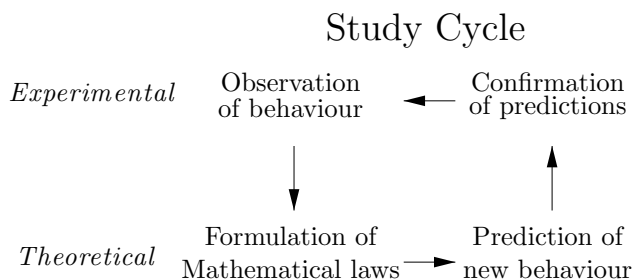 Study Cycle
Experimental
Observation
of behaviour
Confirmation
of predictions
Theoretical
Formulation of
Mathematical laws
Prediction of
new behaviour